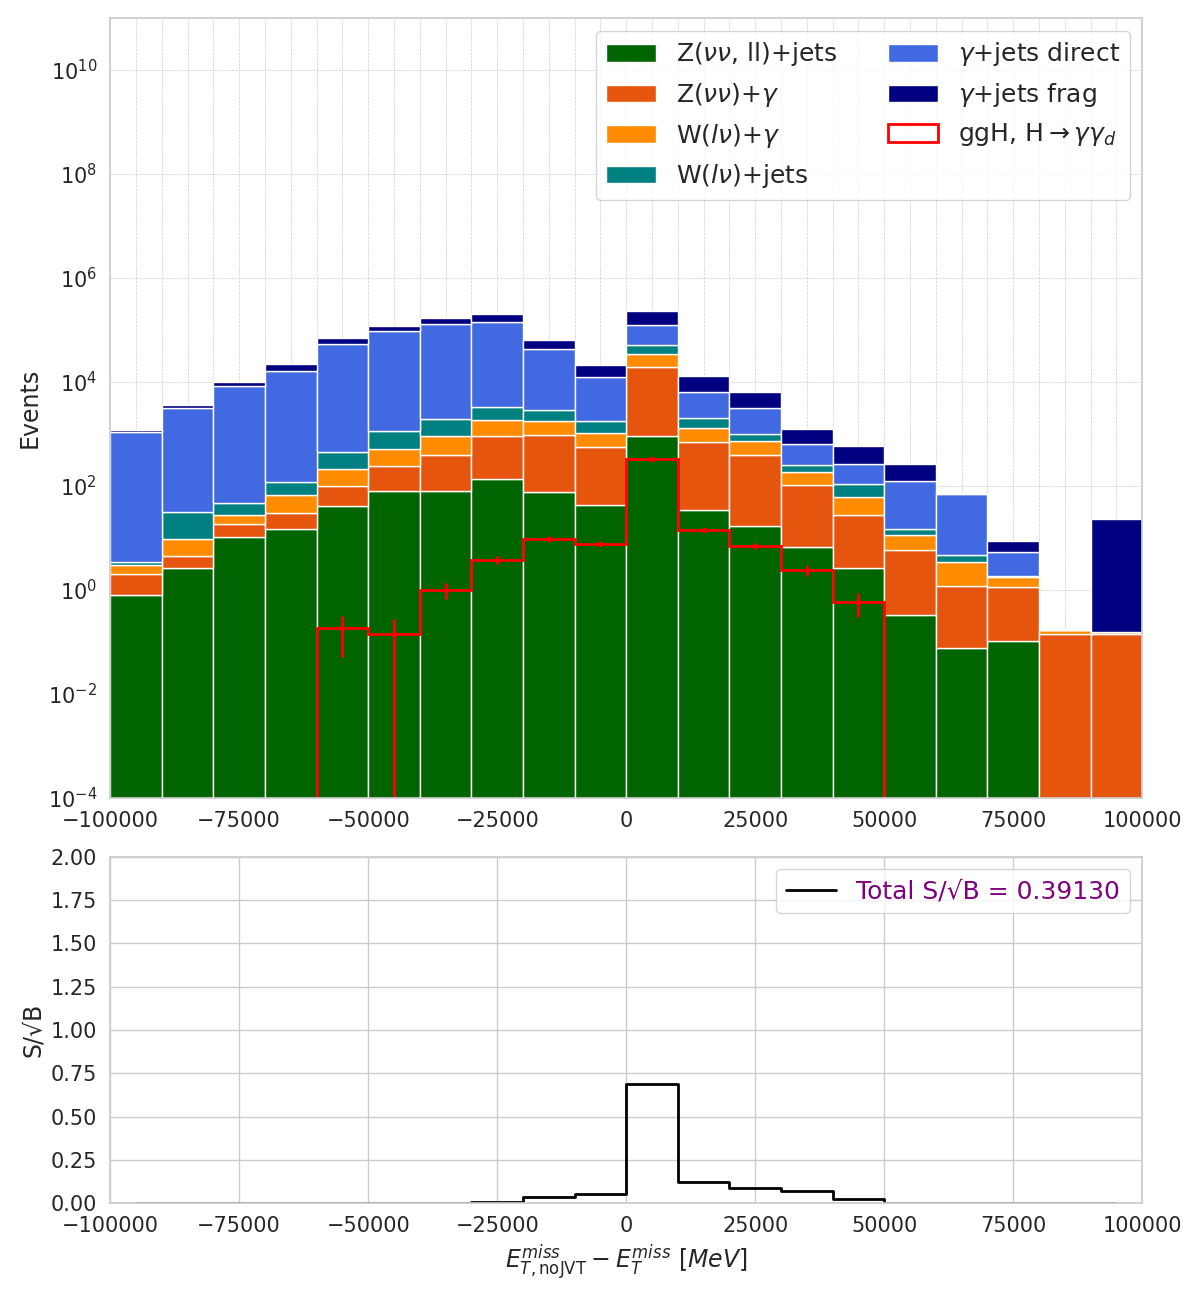 Z(νν, ll)+jets
Z(νν)+γ
W(lν)+γ
W(lν)+jets
γ+jets direct
γ+jets frag
ggH, H→γγ_d
Events
10^10
10^8
10^6
10^4
10^2
10^0
10^−2
10^−4
−100000 −75000 −50000 −25000 0 25000 50000 75000 100000
Total S/√B = 0.39130
S/√B
2.00
1.75
1.50
1.25
1.00
0.75
0.50
0.25
0.00
−100000 −75000 −50000 −25000 0 25000 50000 75000 100000
E_{T,noJVT}^{miss} − E_T^{miss} [MeV]